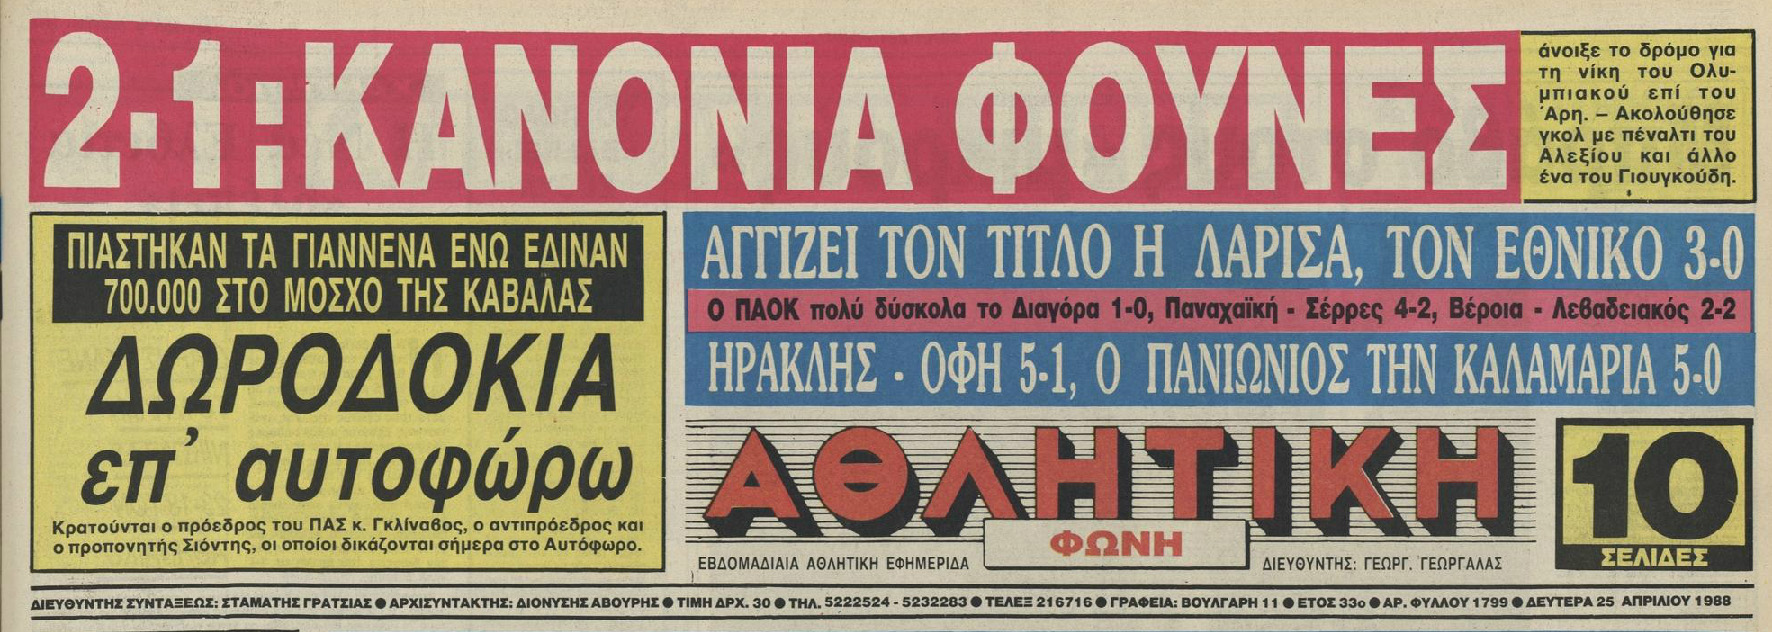 2-1: ΚΑΝΟΝΙΑ ΦΟΥΝΕΣ
άνοιξε το δρόμο για
τη νίκη του Ολυ-
μπιακού επί του
Άρη. – Ακολούθησε
γκολ με πέναλτι του
Αλεξίου και άλλο
ένα του Γιουγκούδη.
ΠΙΑΣΤΗΚΑΝ ΤΑ ΓΙΑΝΝΕΝΑ ΕΝΩ ΕΔΙΝΑΝ
700.000 ΣΤΟ ΜΟΣΧΟ ΤΗΣ ΚΑΒΑΛΑΣ
ΔΩΡΟΔΟΚΙΑ
επ' αυτοφώρω
Κρατούνται ο πρόεδρος του ΠΑΣ κ. Γκλίναβος, ο αντιπρόεδρος και
ο προπονητής Σιόντης, οι οποίοι δικάζονται σήμερα στο Αυτόφωρο.
ΑΓΓΙΖΕΙ ΤΟΝ ΤΙΤΛΟ Η ΛΑΡΙΣΑ, ΤΟΝ ΕΘΝΙΚΟ 3-0
Ο ΠΑΟΚ πολύ δύσκολα το Διαγόρα 1-0, Παναχαϊκή - Σέρρες 4-2, Βέροια - Λεβαδειακός 2-2
ΗΡΑΚΛΗΣ - ΟΦΗ 5-1, Ο ΠΑΝΙΩΝΙΟΣ ΤΗΝ ΚΑΛΑΜΑΡΙΑ 5-0
ΑΘΛΗΤΙΚΗ
ΦΩΝΗ
ΕΒΔΟΜΑΔΙΑΙΑ ΑΘΛΗΤΙΚΗ ΕΦΗΜΕΡΙΔΑ
ΔΙΕΥΘΥΝΤΗΣ: ΓΕΩΡΓ. ΓΕΩΡΓΑΛΑΣ
10
ΣΕΛΙΔΕΣ
ΔΙΕΥΘΥΝΤΗΣ ΣΥΝΤΑΞΕΩΣ: ΣΤΑΜΑΤΗΣ ΓΡΑΤΣΙΑΣ ● ΑΡΧΙΣΥΝΤΑΚΤΗΣ: ΔΙΟΝΥΣΗΣ ΑΒΟΥΡΗΣ ● ΤΙΜΗ ΔΡΧ. 30 ● ΤΗΛ. 5222524 - 5232283 ● ΤΕΛΕΞ 216716 ● ΓΡΑΦΕΙΑ: ΒΟΥΛΓΑΡΗ 11 ● ΕΤΟΣ 33ο ● ΑΡ. ΦΥΛΛΟΥ 1799 ● ΔΕΥΤΕΡΑ 25 ΑΠΡΙΛΙΟΥ 1988